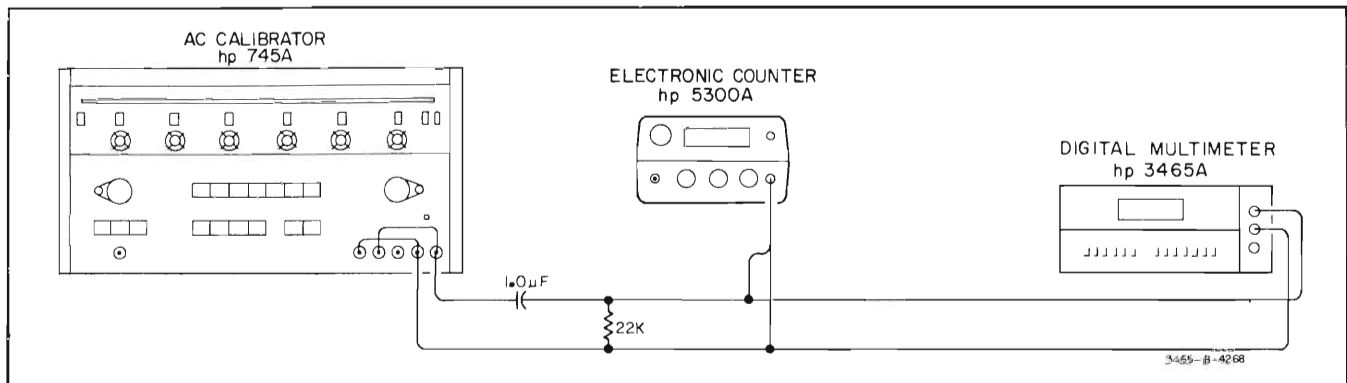 AC CALIBRATOR
hp 745A
ELECTRONIC COUNTER
hp 5300A
DIGITAL MULTIMETER
hp 3465A
1.0µF
22K
3465-B-4268